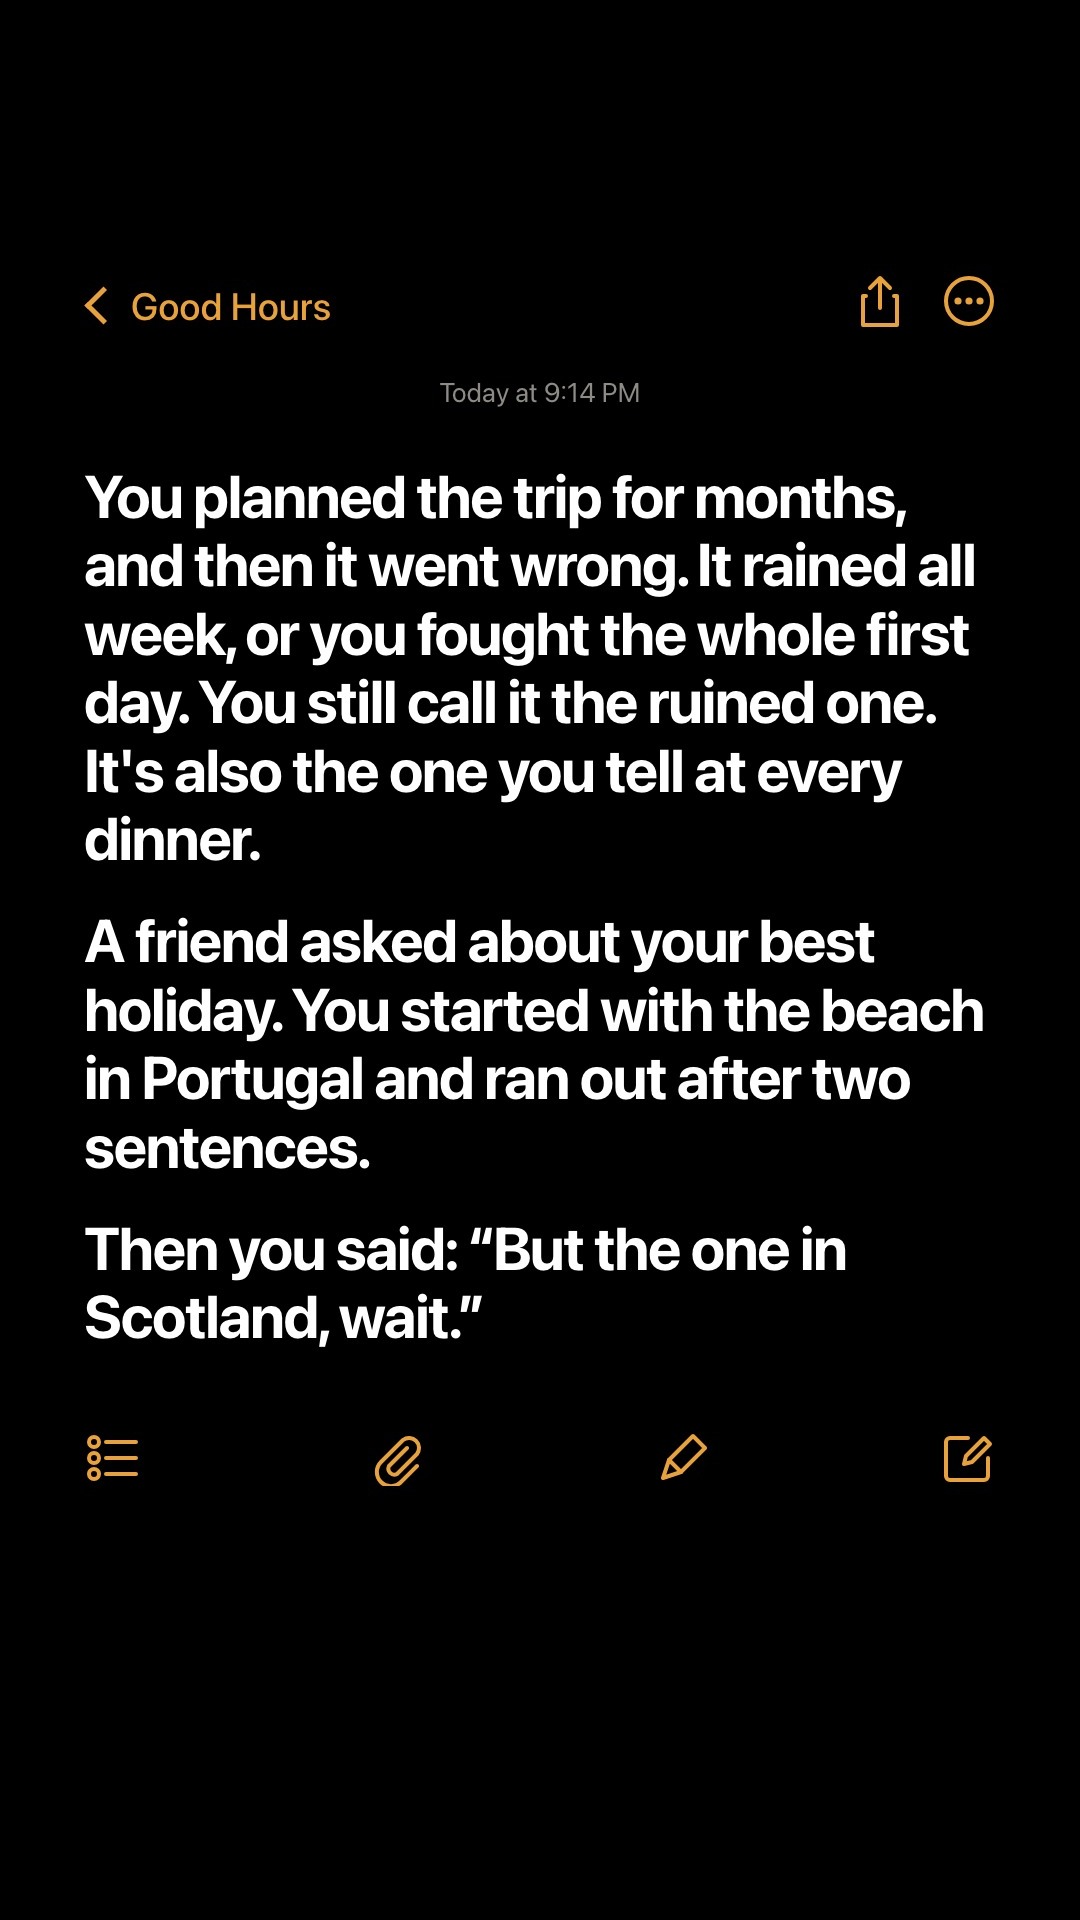 Good Hours
Today at 9:14 PM
You planned the trip for months,
and then it went wrong. It rained all
week, or you fought the whole first
day. You still call it the ruined one.
It's also the one you tell at every
dinner.
A friend asked about your best
holiday. You started with the beach
in Portugal and ran out after two
sentences.
Then you said: “But the one in
Scotland, wait.”